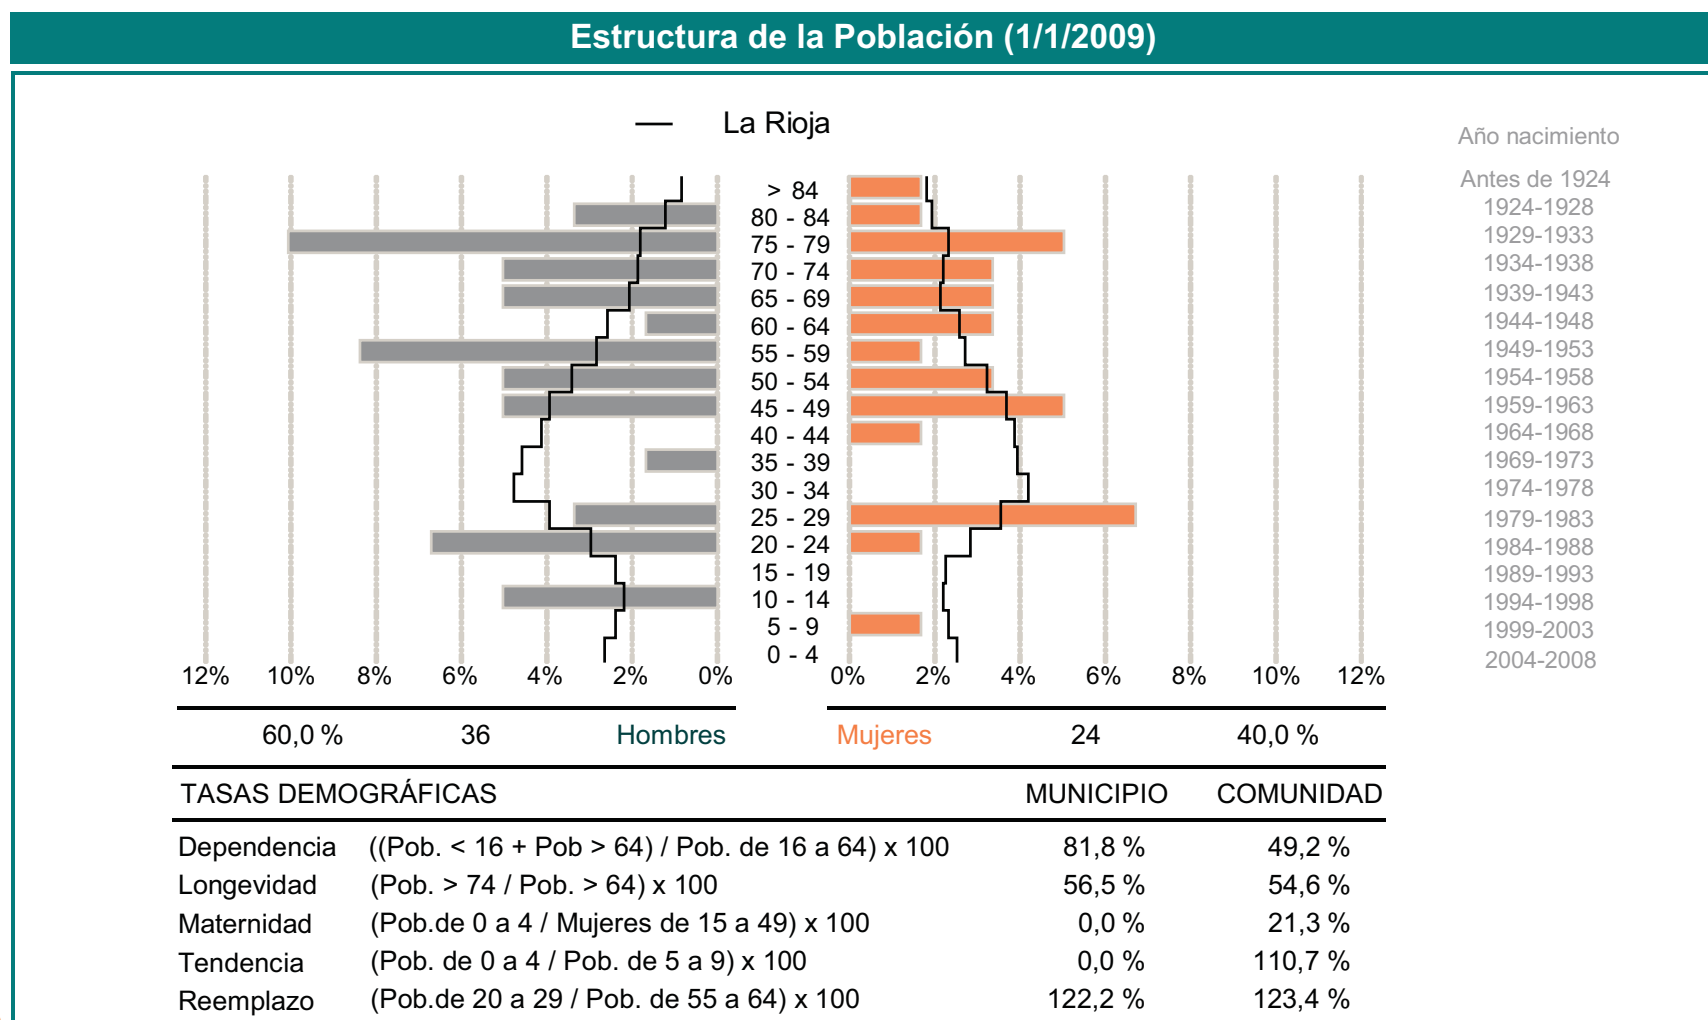 Estructura de la Población (1/1/2009)
La Rioja
Año nacimiento
> 84 Antes de 1924
80 - 84 1924-1928
75 - 79 1929-1933
70 - 74 1934-1938
65 - 69 1939-1943
60 - 64 1944-1948
55 - 59 1949-1953
50 - 54 1954-1958
45 - 49 1959-1963
40 - 44 1964-1968
35 - 39 1969-1973
30 - 34 1974-1978
25 - 29 1979-1983
20 - 24 1984-1988
15 - 19 1989-1993
10 - 14 1994-1998
5 - 9 1999-2003
0 - 4 2004-2008
12% 10% 8% 6% 4% 2% 0% 0% 2% 4% 6% 8% 10% 12%
60,0 % 36 Hombres Mujeres 24 40,0 %
TASAS DEMOGRÁFICAS MUNICIPIO COMUNIDAD
Dependencia ((Pob. < 16 + Pob > 64) / Pob. de 16 a 64) x 100 81,8 % 49,2 %
Longevidad (Pob. > 74 / Pob. > 64) x 100 56,5 % 54,6 %
Maternidad (Pob.de 0 a 4 / Mujeres de 15 a 49) x 100 0,0 % 21,3 %
Tendencia (Pob. de 0 a 4 / Pob. de 5 a 9) x 100 0,0 % 110,7 %
Reemplazo (Pob.de 20 a 29 / Pob. de 55 a 64) x 100 122,2 % 123,4 %